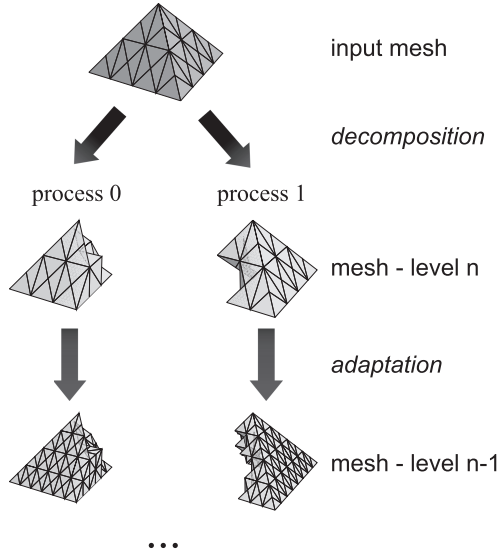 input mesh
decomposition
process 0
process 1
mesh - level n
adaptation
mesh - level n-1
...